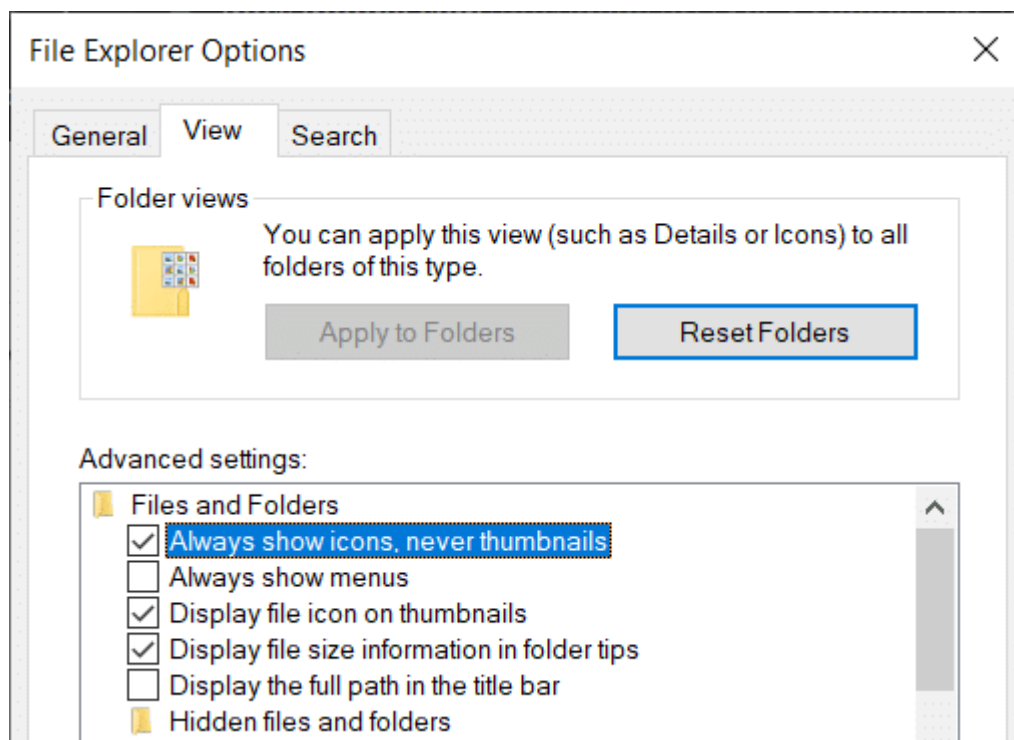 File Explorer Options
General View Search
Folder views
You can apply this view (such as Details or Icons) to all
folders of this type.
Apply to Folders Reset Folders
Advanced settings:
Files and Folders
Always show icons, never thumbnails
Always show menus
Display file icon on thumbnails
Display file size information in folder tips
Display the full path in the title bar
Hidden files and folders